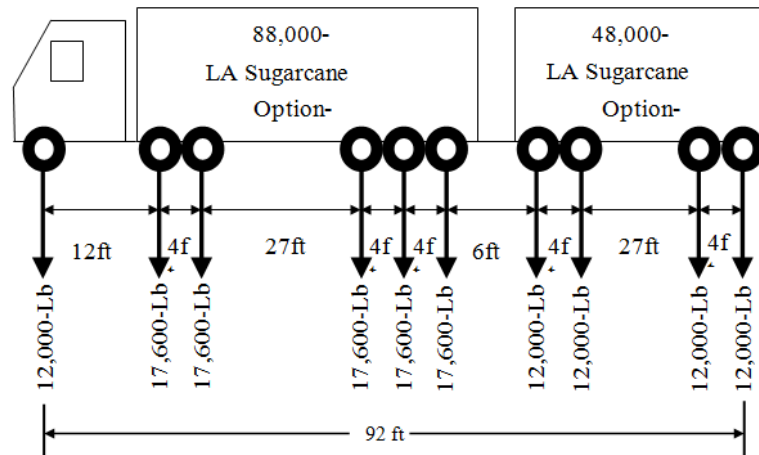 88,000-
LA Sugarcane
Option-
48,000-
LA Sugarcane
Option-
12ft
4f
27ft
4f
4f
6ft
4f
27ft
4f
12,000-Lb
17,600-Lb
17,600-Lb
17,600-Lb
17,600-Lb
17,600-Lb
12,000-Lb
12,000-Lb
12,000-Lb
12,000-Lb
92 ft